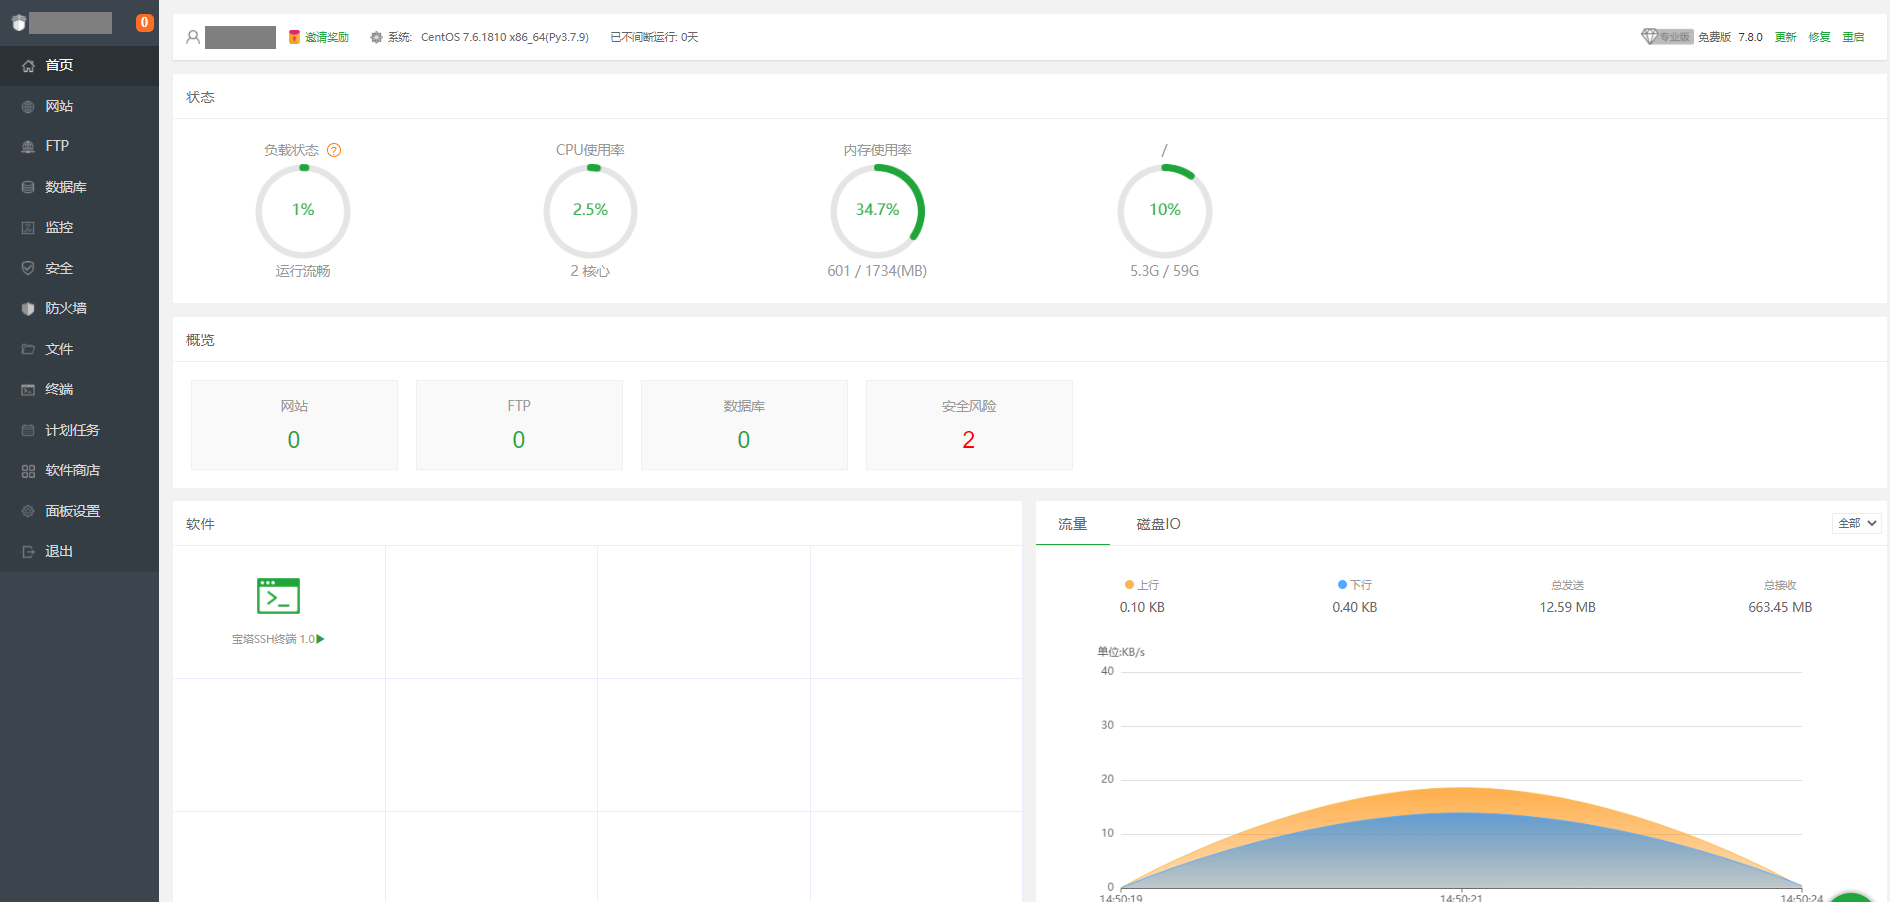 0
首页
网站
FTP
数据库
监控
安全
防火墙
文件
终端
计划任务
软件商店
面板设置
退出
邀请奖励 系统: CentOS 7.6.1810 x86_64(Py3.7.9) 已不间断运行: 0天
专业版 免费版 7.8.0 更新 修复 重启
状态
负载状态 ? CPU使用率 内存使用率 /
1% 2.5% 34.7% 10%
运行流畅 2 核心 601 / 1734(MB) 5.3G / 59G
概览
网站 FTP 数据库 安全风险
0 0 0 2
软件
宝塔SSH终端 1.0
流量 磁盘IO 全部
上行 下行 总发送 总接收
0.10 KB 0.40 KB 12.59 MB 663.45 MB
单位:KB/s
40
30
20
10
0
14:50:19 14:50:21 14:50:24